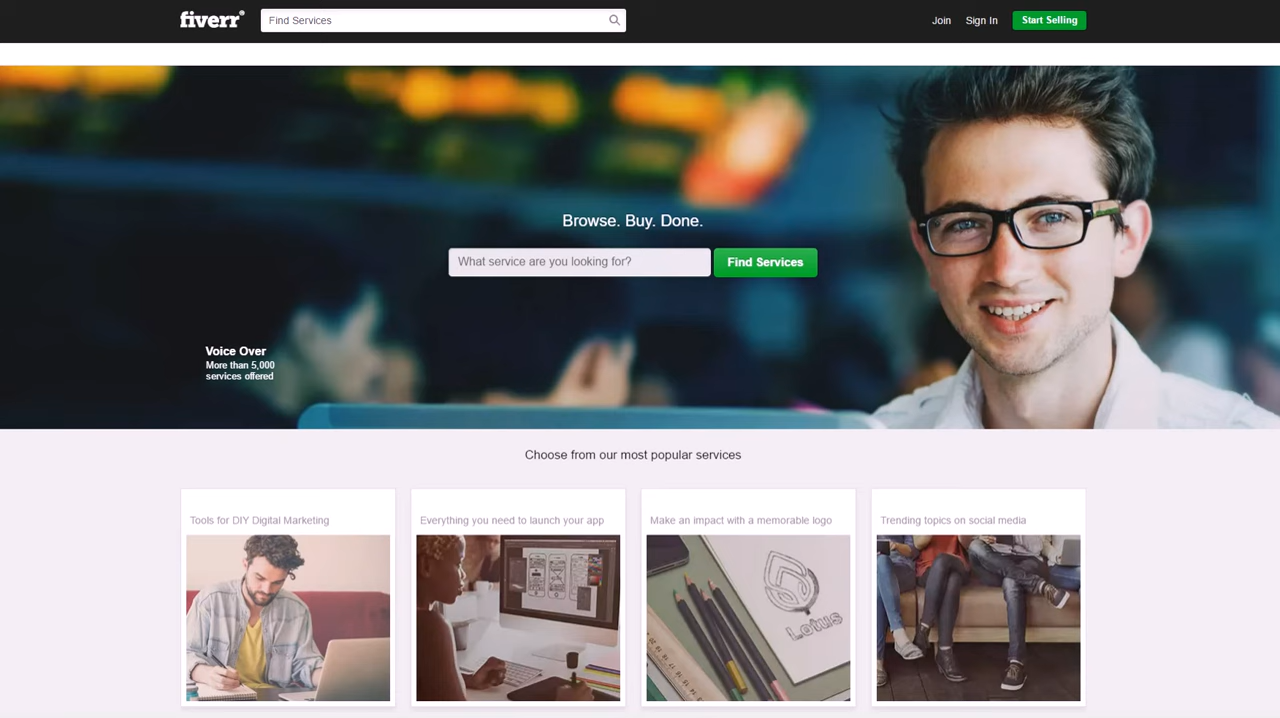 fiverr®
Find Services
Join
Sign In
Start Selling
Browse. Buy. Done.
What service are you looking for?
Find Services
Voice Over
More than 5,000
services offered
Choose from our most popular services
Tools for DIY Digital Marketing
Everything you need to launch your app
Make an impact with a memorable logo
Trending topics on social media
Lotus